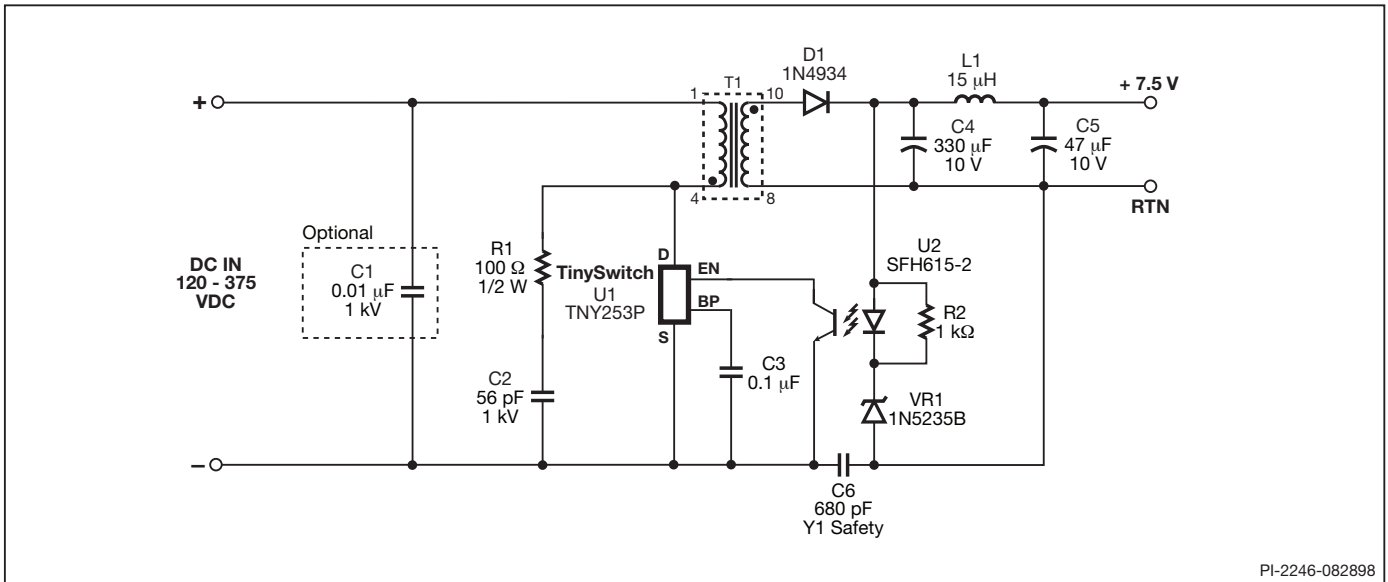 D1
1N4934
L1
15 µH
+ 7.5 V
T1
1
10
+
C4
330 µF
10 V
C5
47 µF
10 V
4
8
RTN
Optional
C1
0.01 µF
1 kV
DC IN
120 - 375
VDC
R1
100 Ω
1/2 W
D
EN
TinySwitch
U1
TNY253P
BP
S
U2
SFH615-2
R2
1 kΩ
C3
0.1 µF
C2
56 pF
1 kV
VR1
1N5235B
–
C6
680 pF
Y1 Safety
PI-2246-082898